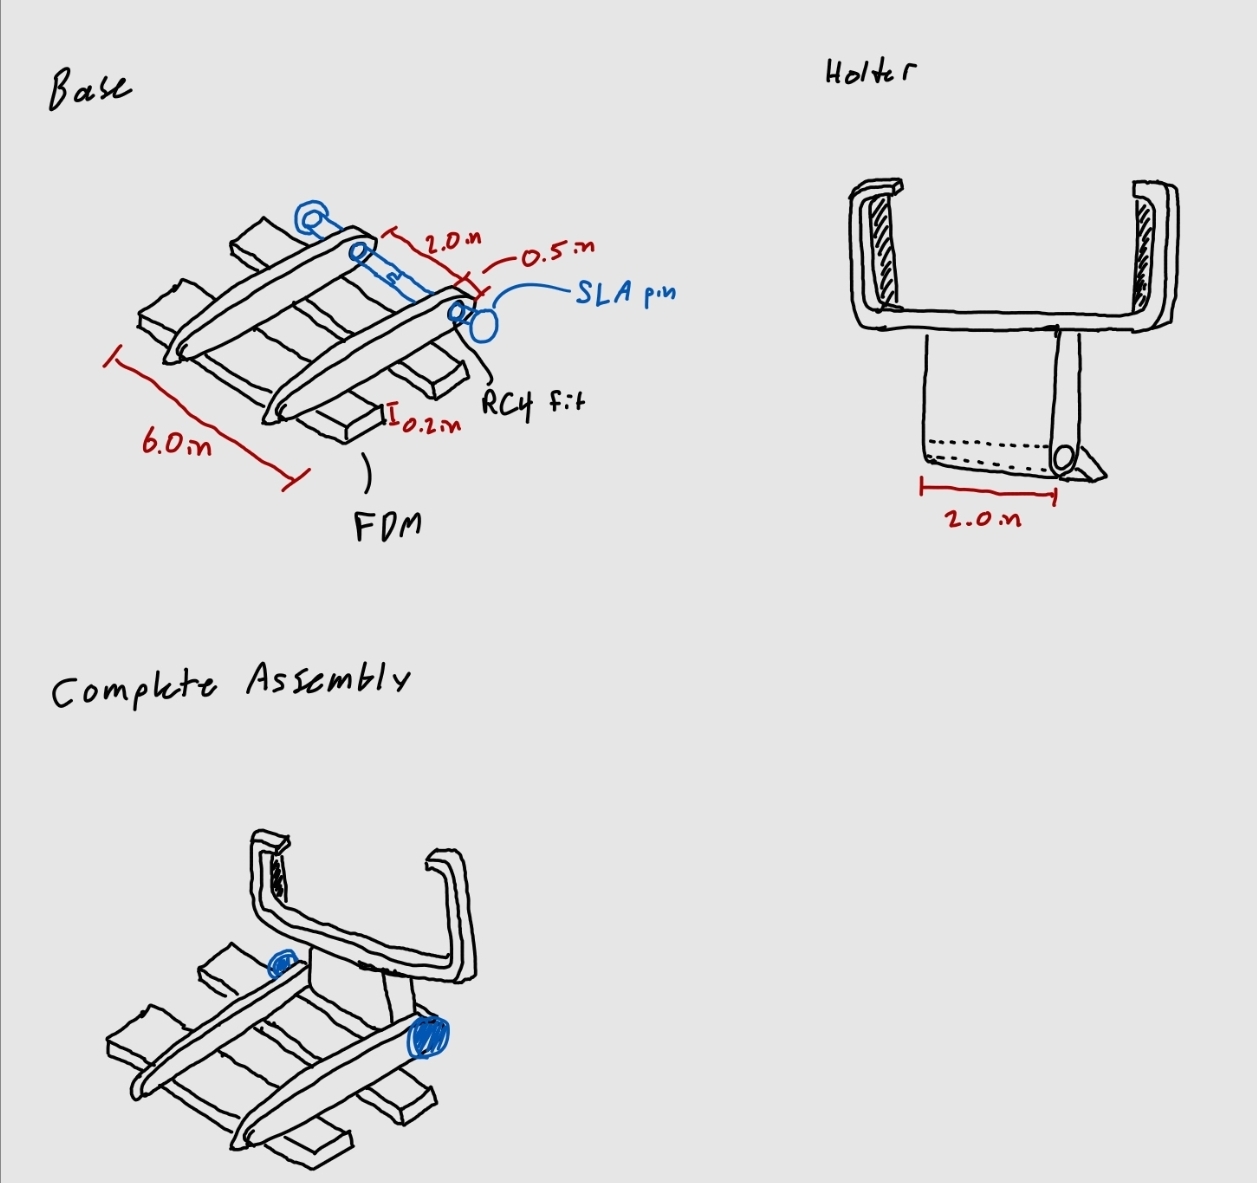 Base
Holter
2.0in
0.5in
SLA pin
RC4 fit
0.2in
6.0in
FDM
2.0in
Complete Assembly